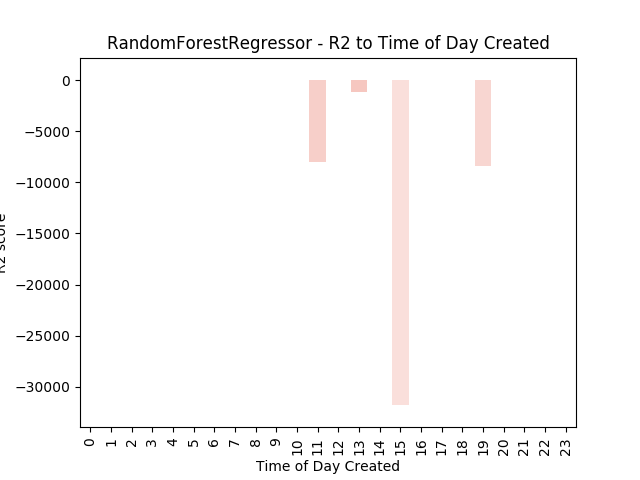 RandomForestRegressor - R2 to Time of Day Created
0
−5000
−10000
−15000
−20000
−25000
−30000
R2 score
0 1 2 3 4 5 6 7 8 9 10 11 12 13 14 15 16 17 18 19 20 21 22 23
Time of Day Created